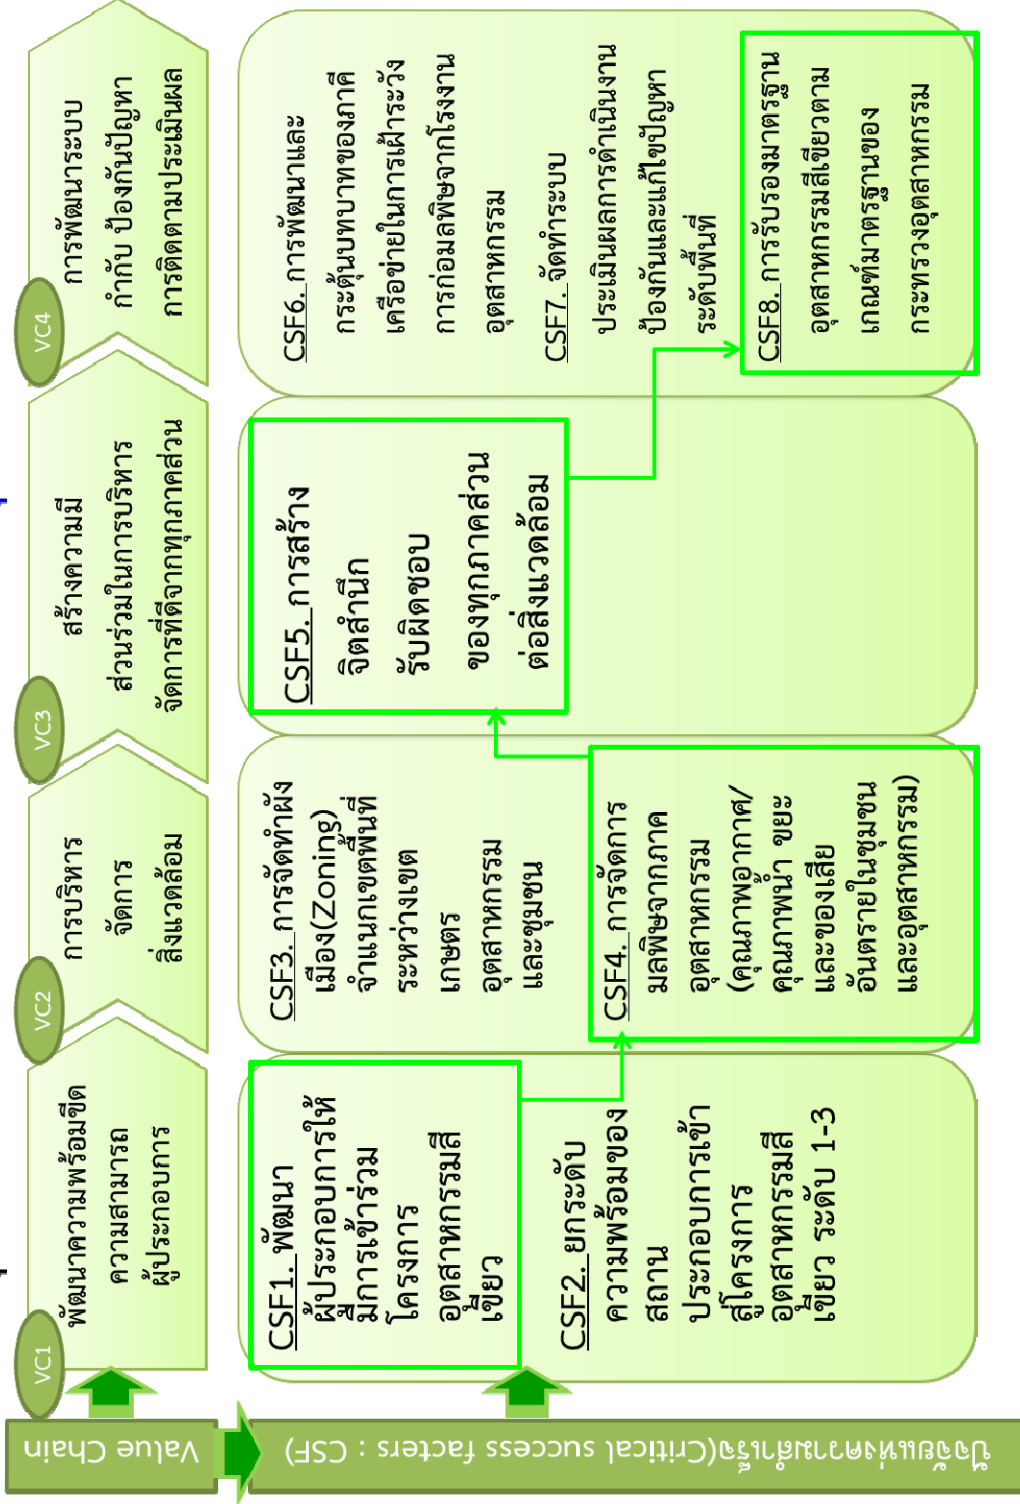 Value Chain
ปัจจัยแห่งความสำเร็จ(Critical success facters : CSF)
VC1
พัฒนาความพร้อมขีด
ความสามารถ
ผู้ประกอบการ
VC2
การบริหาร
จัดการ
สิ่งแวดล้อม
VC3
สร้างความมี
ส่วนร่วมในการบริหาร
จัดการที่ดีจากทุกภาคส่วน
VC4
การพัฒนาระบบ
กำกับ ป้องกันปัญหา
การติดตามประเมินผล
CSF1. พัฒนา
ผู้ประกอบการให้
มีการเข้าร่วม
โครงการ
อุตสาหกรรมสี
เขียว
CSF2. ยกระดับ
ความพร้อมของ
สถาน
ประกอบการเข้า
สู่โครงการ
อุตสาหกรรมสี
เขียว ระดับ 1-3
CSF3. การจัดทำผัง
เมือง(Zoning)
จำแนกเขตพื้นที่
ระหว่างเขต
เกษตร
อุตสาหกรรม
และชุมชน
CSF4. การจัดการ
มลพิษจากภาค
อุตสาหกรรม
(คุณภาพอากาศ/
คุณภาพน้ำ ขยะ
และของเสีย
อันตรายในชุมชน
และอุตสาหกรรม)
CSF5. การสร้าง
จิตสำนึก
รับผิดชอบ
ของทุกภาคส่วน
ต่อสิ่งแวดล้อม
CSF6. การพัฒนาและ
กระตุ้นบทบาทของภาคี
เครือข่ายในการเฝ้าระวัง
การก่อมลพิษจากโรงงาน
อุตสาหกรรม
CSF7. จัดทำระบบ
ประเมินผลการดำเนินงาน
ป้องกันและแก้ไขปัญหา
ระดับพื้นที่
CSF8. การรับรองมาตรฐาน
อุตสาหกรรมสีเขียวตาม
เกณฑ์มาตรฐานของ
กระทรวงอุตสาหกรรม